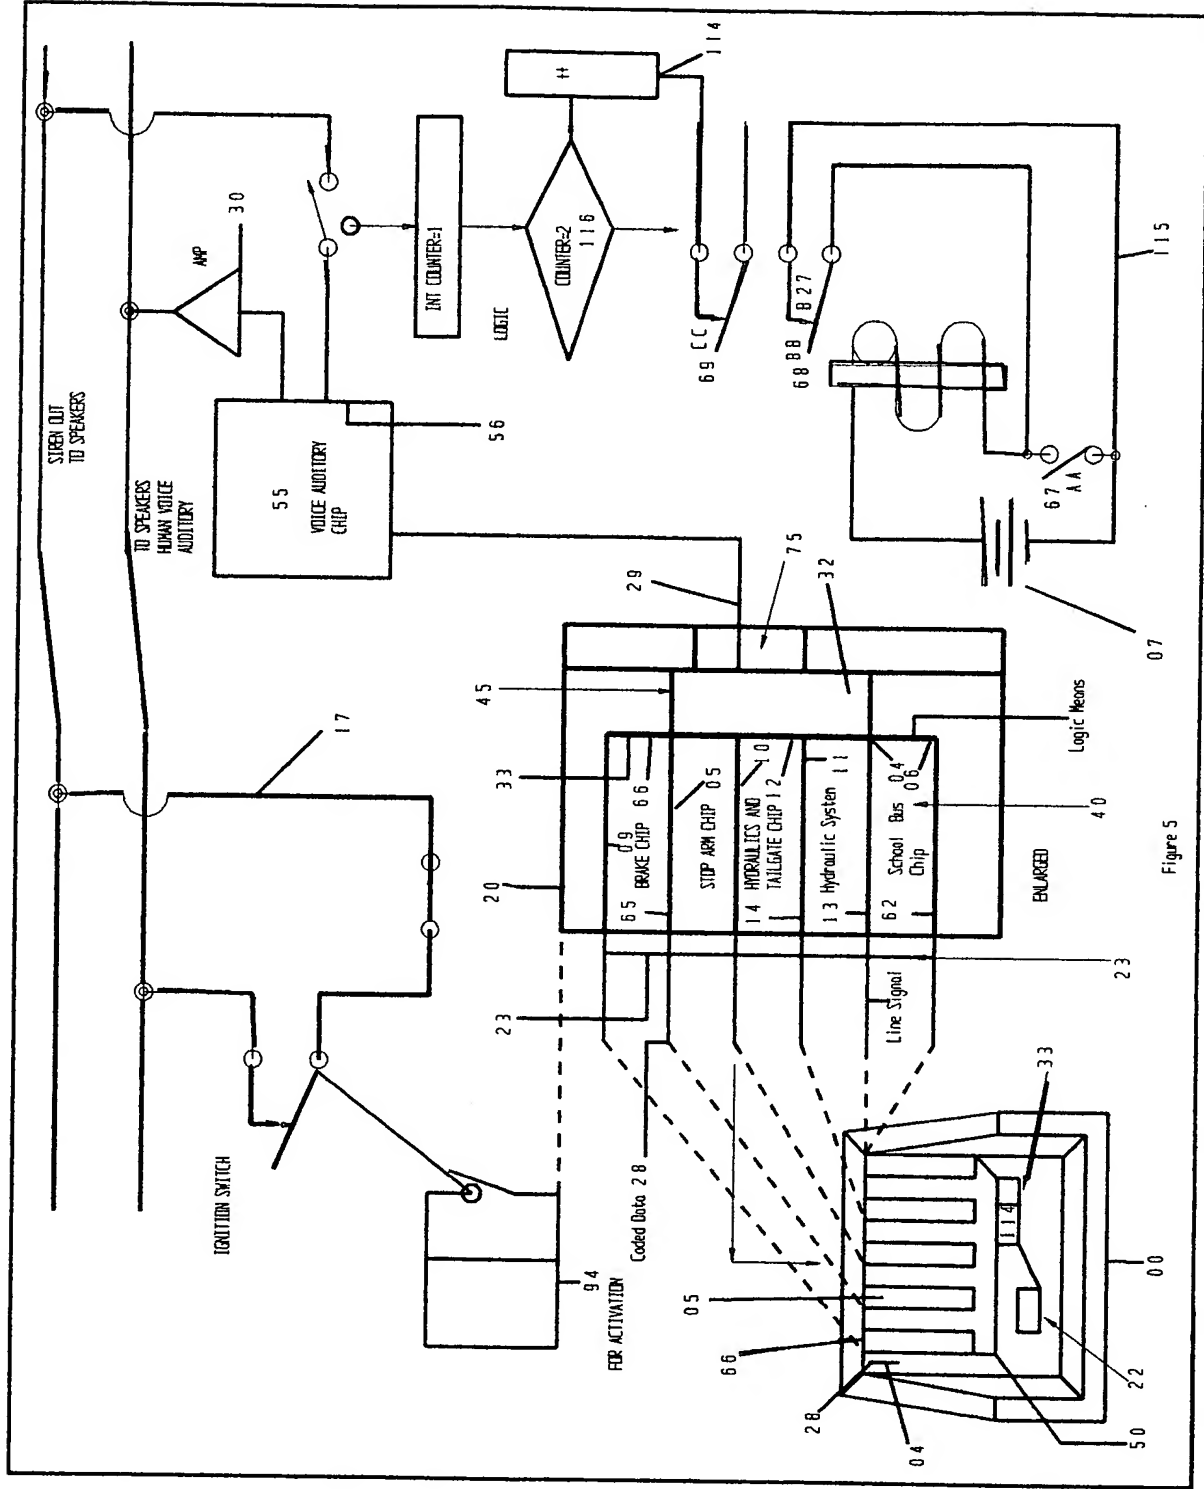 SIREN OUT
TO SPEAKERS
TO SPEAKERS
HUMAN VOICE
AUDITORY
AMP
30
55
VOICE AUDITORY
CHIP
56
INT COUNTER=1
LOGIC
COUNTER=2
116
++
114
69 CC
68 BB
B27
67
AA
115
07
17
IGNITION SWITCH
94
FOR ACTIVATION
20
23
Coded Data 28
33
45
29
75
32
09
BRAKE CHIP 66
65
STOP ARM CHIP 05
10
14 HYDRAULICS AND
TAILGATE CHIP 12
11
13 Hydraulic System
04
06
62 School Bus
Chip
Logic Means
40
Line Signal
23
ENLARGED
66
05
28
04
50
22
114
33
00
Figure 5